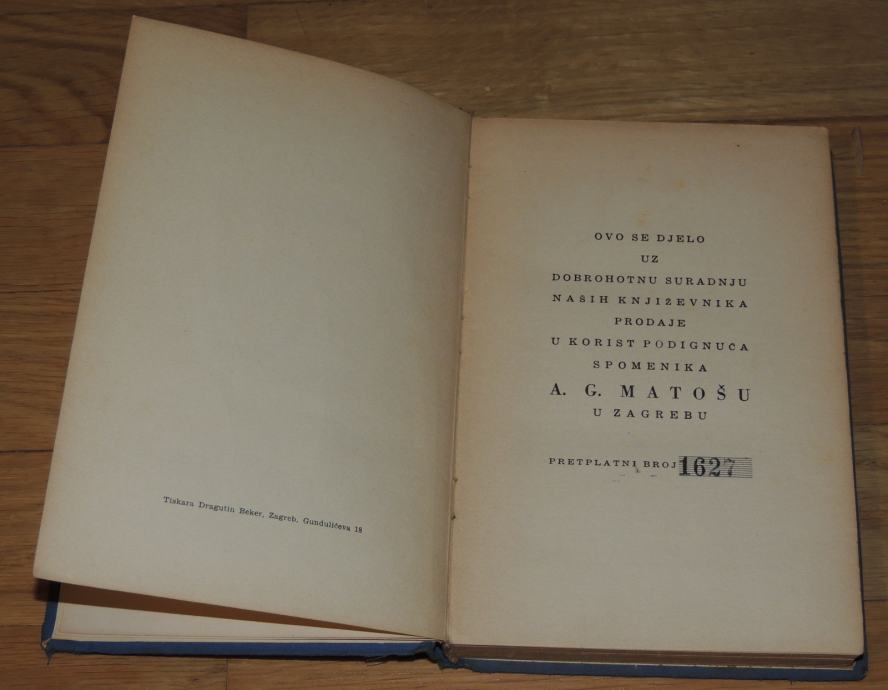 Tiskara Dragutin Beker, Zagreb, Gundulićeva 18
OVO SE DJELO
UZ
DOBROHOTNU SURADNJU
NAŠIH KNJIŽEVNIKA
PRODAJE
U KORIST PODIGNUĆA
SPOMENIKA
A. G. MATOŠU
U ZAGREBU
PRETPLATNI BROJ 1627